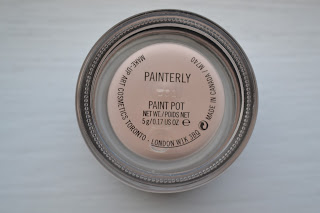 PAINTERLY
PAINT POT
NET WT./POIDS NET
5 g/0.17 US OZ ℮
MAKE-UP ART COSMETICS TORONTO - LONDON W1K 3BQ
MADE IN CANADA / M74D